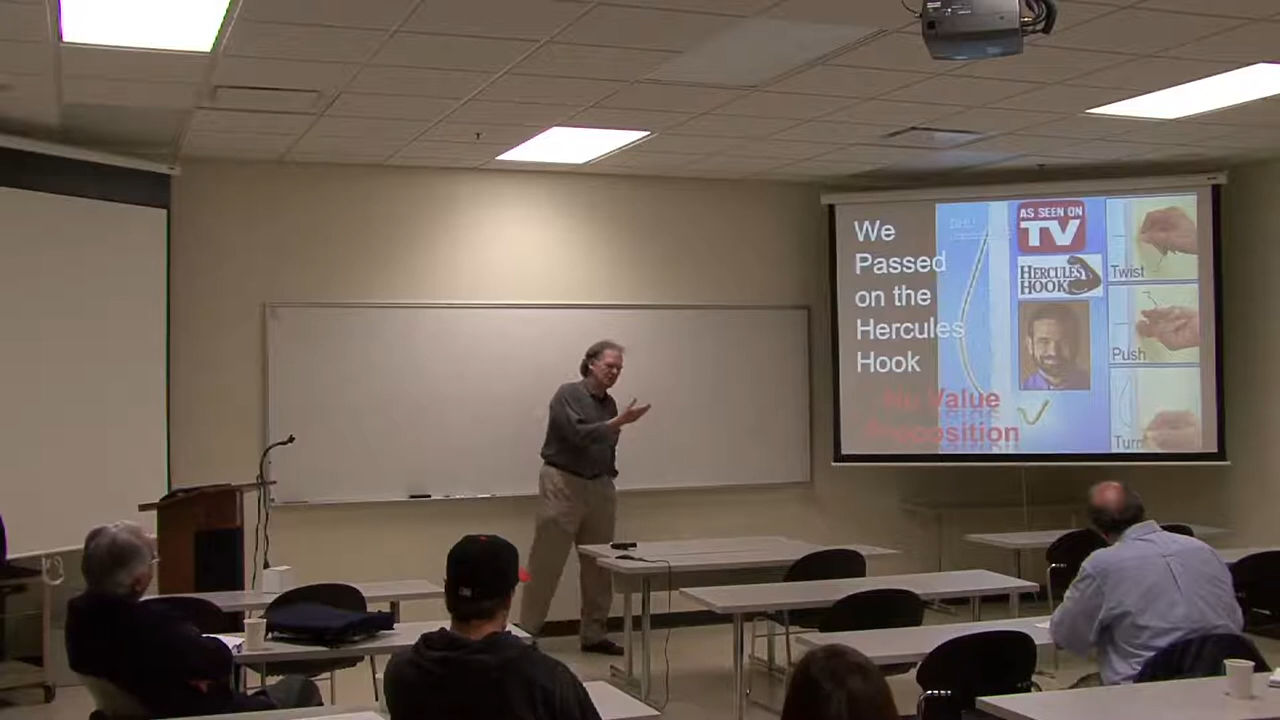 We
Passed
on the
Hercules
Hook
No Value
Proposition
AS SEEN ON
TV
HERCULES
HOOK
Twist
Push
Turn